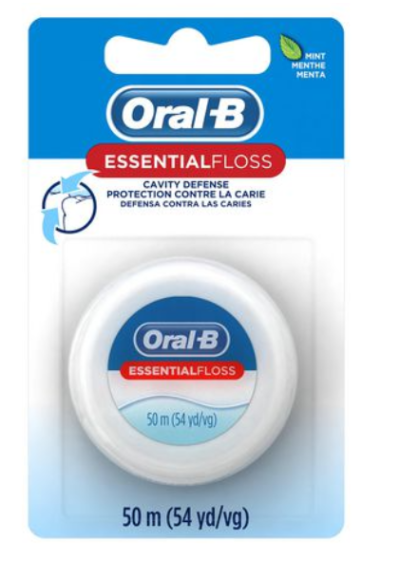 MINT
MENTHE
MENTA
Oral-B
ESSENTIALFLOSS
CAVITY DEFENSE
PROTECTION CONTRE LA CARIE
DEFENSA CONTRA LAS CARIES
Oral-B
ESSENTIALFLOSS
50 m (54 yd/vg)
50 m (54 yd/vg)